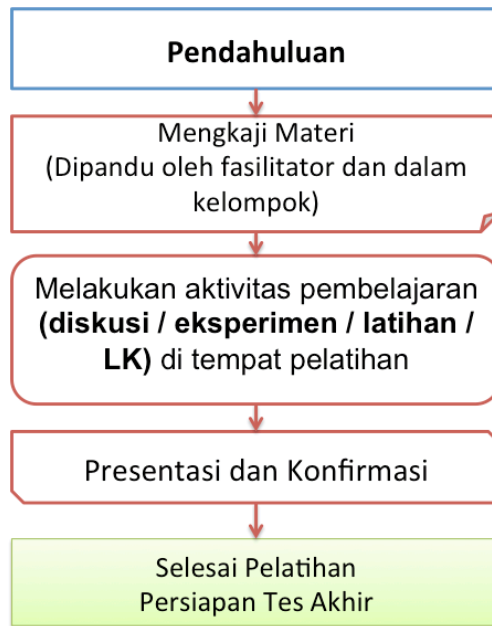 Pendahuluan
Mengkaji Materi
(Dipandu oleh fasilitator dan dalam
kelompok)
Melakukan aktivitas pembelajaran
(diskusi / eksperimen / latihan /
LK) di tempat pelatihan
Presentasi dan Konfirmasi
Selesai Pelatihan
Persiapan Tes Akhir